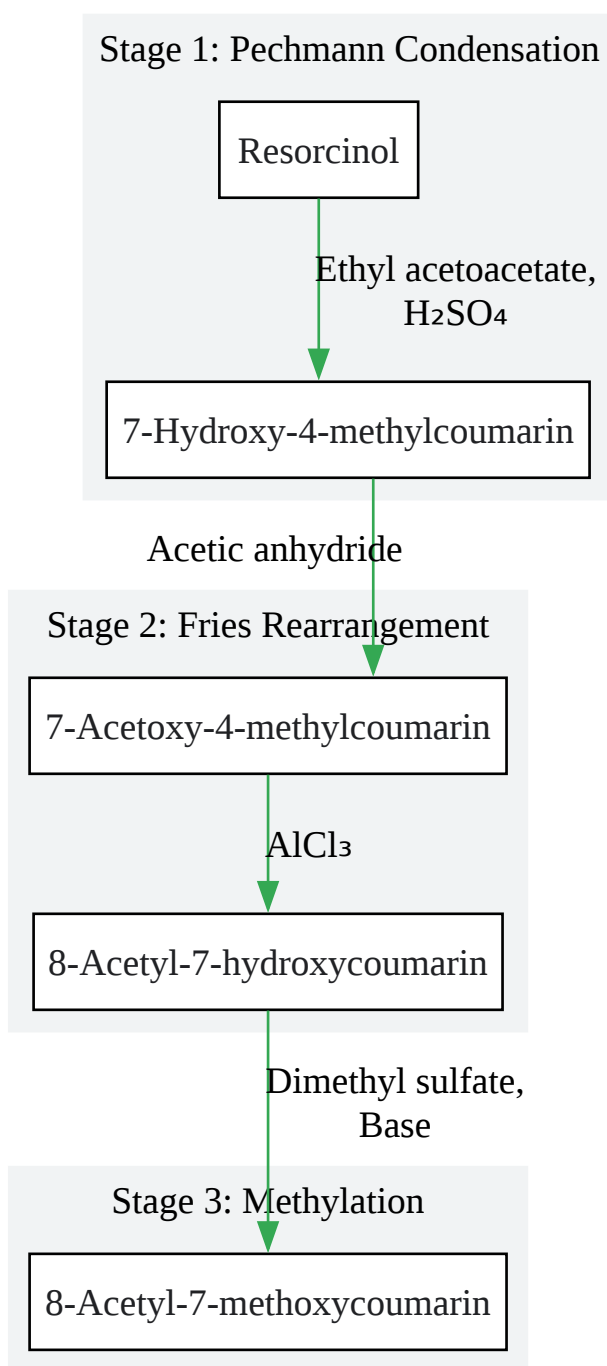 Stage 1: Pechmann Condensation
Resorcinol
Ethyl acetoacetate,
H₂SO₄
7-Hydroxy-4-methylcoumarin
Acetic anhydride
Stage 2: Fries Rearrangement
7-Acetoxy-4-methylcoumarin
AlCl₃
8-Acetyl-7-hydroxycoumarin
Dimethyl sulfate,
Base
Stage 3: Methylation
8-Acetyl-7-methoxycoumarin